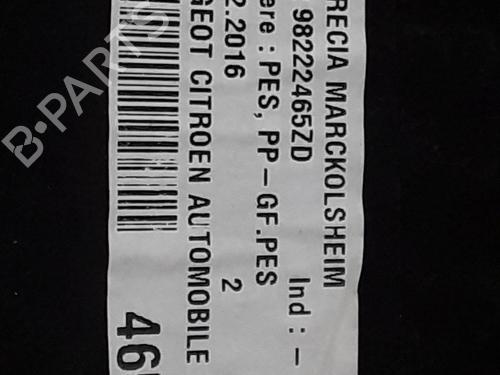 RECIA MARCKOLSHEIM
98222465ZD Ind : -
ere : PES, PP-GF.PES
2.2016 2
GEOT CITROEN AUTOMOBILE
46
B-PARTS